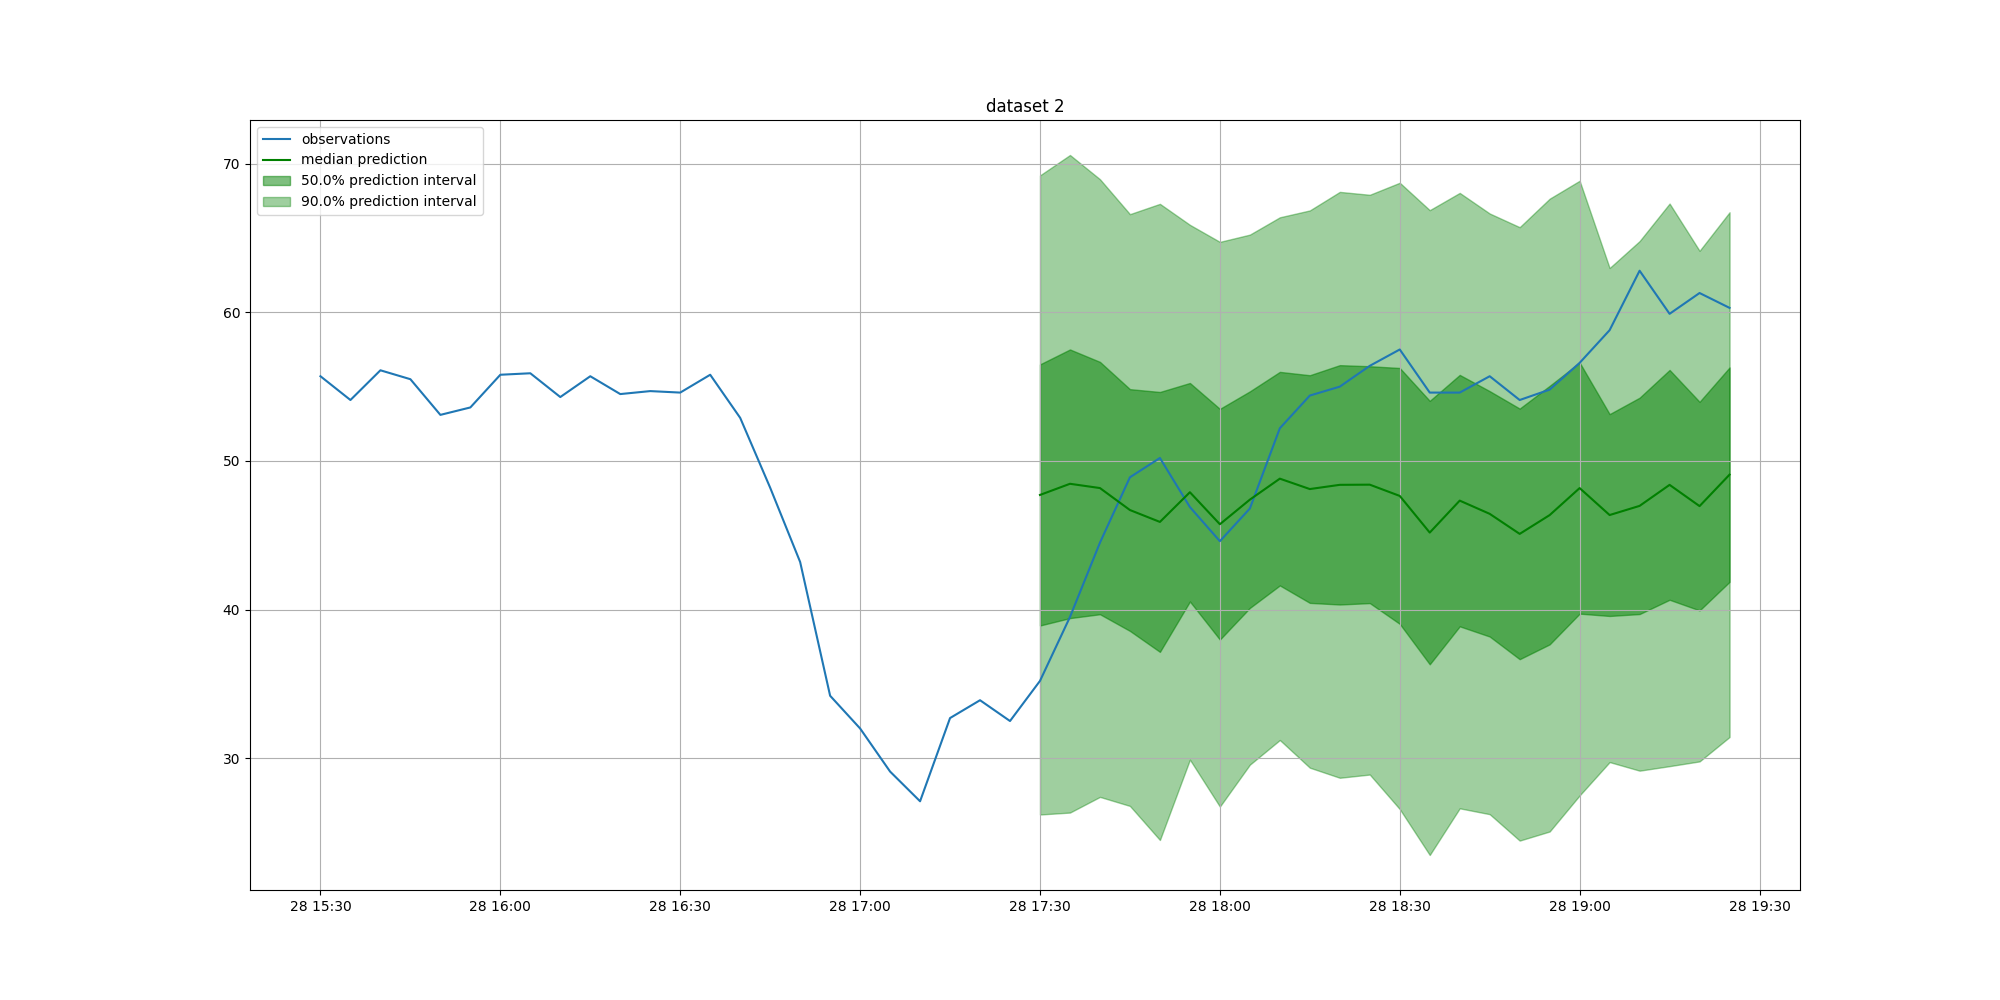 dataset 2
observations
median prediction
50.0% prediction interval
90.0% prediction interval
70
60
50
40
30
28 15:30 28 16:00 28 16:30 28 17:00 28 17:30 28 18:00 28 18:30 28 19:00 28 19:30